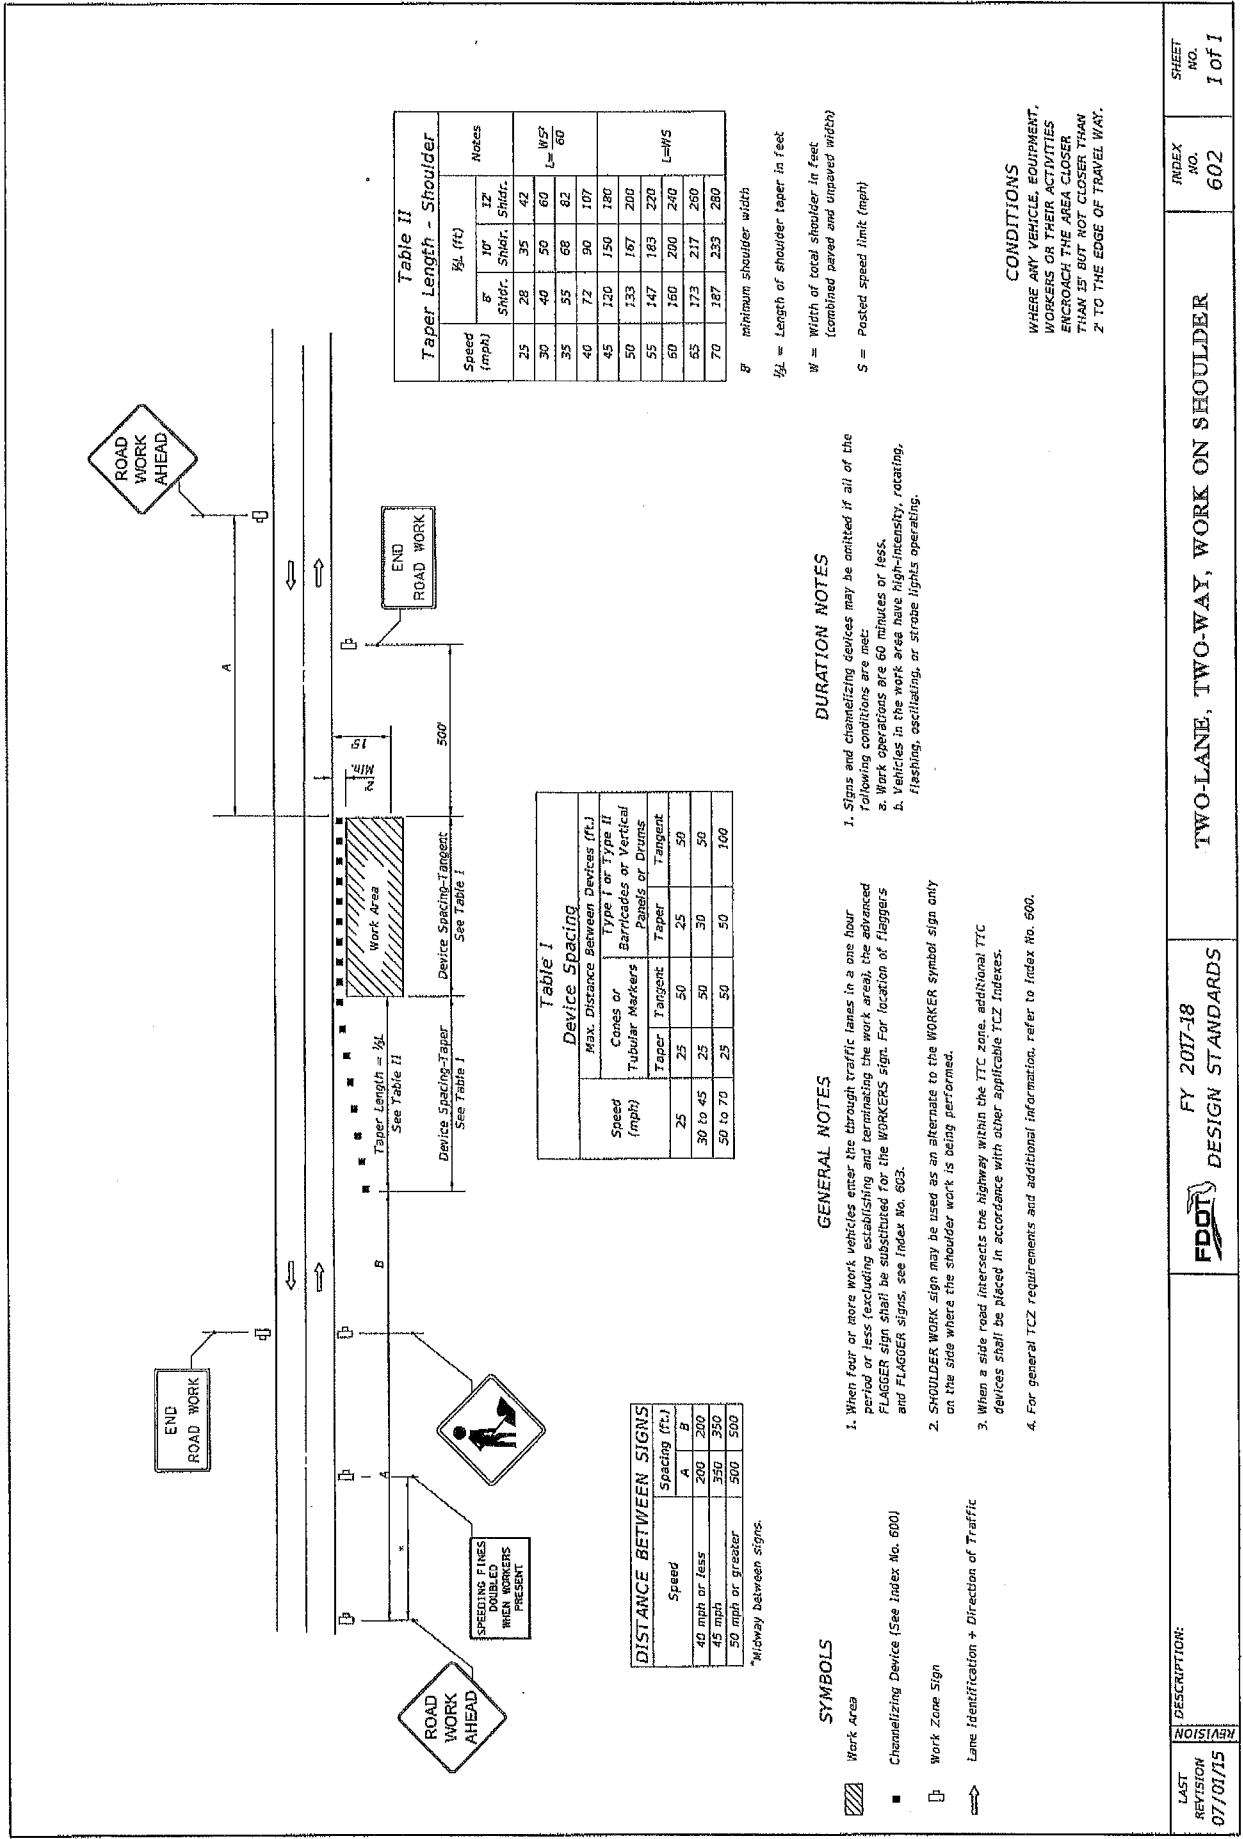 ROAD
WORK
AHEAD
END
ROAD WORK
A
END
ROAD WORK
SPEEDING FINES
DOUBLED
WHEN WORKERS
PRESENT
ROAD
WORK
AHEAD
*
A
B
Taper Length = ⅓L
See Table II
Device Spacing-Taper
See Table I
Work Area
Device Spacing-Tangent
See Table I
2'
Min.
15'
500'
Table II
Taper Length - Shoulder
Speed (mph) | ⅓L (ft) | Notes
8' Shldr. | 10' Shldr. | 12' Shldr.
25 28 35 42 L= WS² / 60
30 40 50 60
35 55 68 82
40 72 90 107
45 120 150 180 L=WS
50 133 167 200
55 147 183 220
60 160 200 240
65 173 217 260
70 187 233 280
8' minimum shoulder width
⅓L = Length of shoulder taper in feet
W = Width of total shoulder in feet
(combined paved and unpaved width)
S = Posted speed limit (mph)
Table I
Device Spacing
Max. Distance Between Devices (ft.)
Speed (mph) | Cones or Tubular Markers | Type I or Type II Barricades or Vertical Panels or Drums
Taper Tangent Taper Tangent
25 25 50 25 50
30 to 45 25 50 30 50
50 to 70 25 50 50 100
DISTANCE BETWEEN SIGNS
Speed | Spacing (ft.)
A B
40 mph or less 200 200
45 mph 350 350
50 mph or greater 500 500
*Midway between signs.
SYMBOLS
Work Area
Channelizing Device (See Index No. 600)
Work Zone Sign
Lane Identification + Direction of Traffic
GENERAL NOTES
1. When four or more work vehicles enter the through traffic lanes in a one hour
period or less (excluding establishing and terminating the work area), the advanced
FLAGGER sign shall be substituted for the WORKERS sign. For location of flaggers
and FLAGGER signs, see Index No. 603.
2. SHOULDER WORK sign may be used as an alternate to the WORKER symbol sign only
on the side where the shoulder work is being performed.
3. When a side road intersects the highway within the TTC zone, additional TTC
devices shall be placed in accordance with other applicable TCZ Indexes.
4. For general TCZ requirements and additional information, refer to Index No. 600.
DURATION NOTES
1. Signs and channelizing devices may be omitted if all of the
following conditions are met:
a. Work operations are 60 minutes or less.
b. Vehicles in the work area have high-intensity, rotating,
flashing, oscillating, or strobe lights operating.
CONDITIONS
WHERE ANY VEHICLE, EQUIPMENT,
WORKERS OR THEIR ACTIVITIES
ENCROACH THE AREA CLOSER
THAN 15' BUT NOT CLOSER THAN
2' TO THE EDGE OF TRAVEL WAY.
LAST
REVISION
07/01/15
REVISION
DESCRIPTION:
FDOT
FY 2017-18
DESIGN STANDARDS
TWO-LANE, TWO-WAY, WORK ON SHOULDER
INDEX
NO.
602
SHEET
NO.
1 of 1